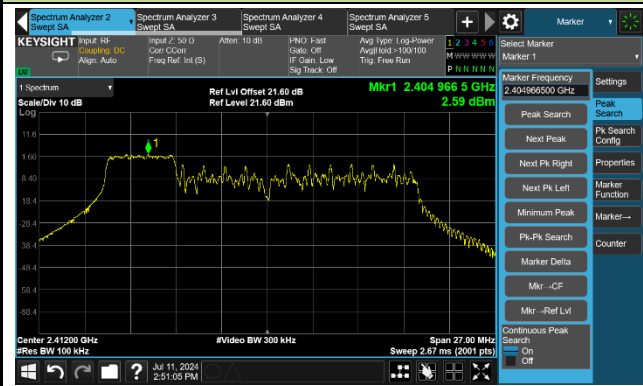 Spectrum Analyzer 2
Swept SA
Spectrum Analyzer 3
Swept SA
Spectrum Analyzer 4
Swept SA
Spectrum Analyzer 5
Swept SA
Marker
KEYSIGHT
Input: RF
Coupling: DC
Align: Auto
Input Z: 50 Ω
Corr CCorr
Freq Ref: Int (S)
Atten: 10 dB
PNO: Fast
Gate: Off
IF Gain: Low
Sig Track: Off
Avg Type: Log-Power
Avg|Hold:>100/100
Trig: Free Run
1 2 3 4 5 6
M W W W W W
P N N N N N
LXI
Select Marker
Marker 1
1 Spectrum
Scale/Div 10 dB
Log
Ref Lvl Offset 21.60 dB
Ref Level 21.60 dBm
Mkr1 2.404 966 5 GHz
2.59 dBm
1
11.6
1.60
-8.40
-18.4
-28.4
-38.4
-48.4
-58.4
-68.4
Center 2.41200 GHz
#Res BW 100 kHz
#Video BW 300 kHz
Span 27.00 MHz
Sweep 2.67 ms (2001 pts)
Marker Frequency
2.404966500 GHz
Peak Search
Next Peak
Next Pk Right
Next Pk Left
Minimum Peak
Pk-Pk Search
Marker Delta
Mkr→CF
Mkr→Ref Lvl
Continuous Peak
Search
On
Off
Settings
Peak
Search
Pk Search
Config
Properties
Marker
Function
Marker→
Counter
?
Jul 11, 2024
2:51:05 PM